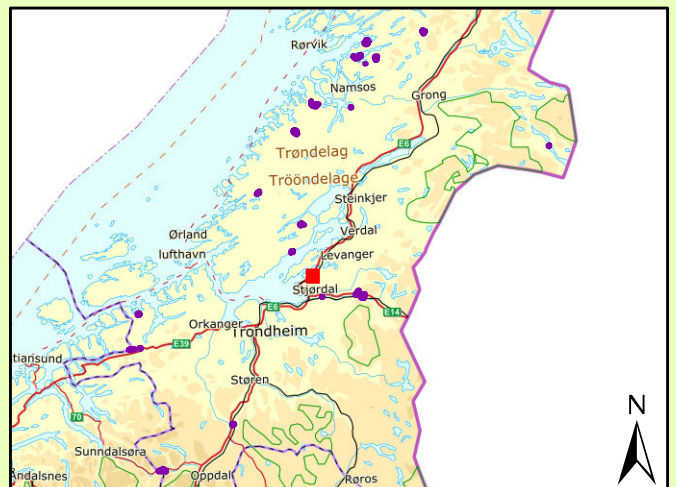 Rørvik
Namsos
Grong
E6
Trøndelag
Trööndelage
Steinkjer
Verdal
Ørland
lufthavn
Levanger
Stjørdal
E6
E14
Orkanger
Trondheim
E39
tiansund
Støren
70
Sunndalsøra
Åndalsnes
Oppdal
Røros
N